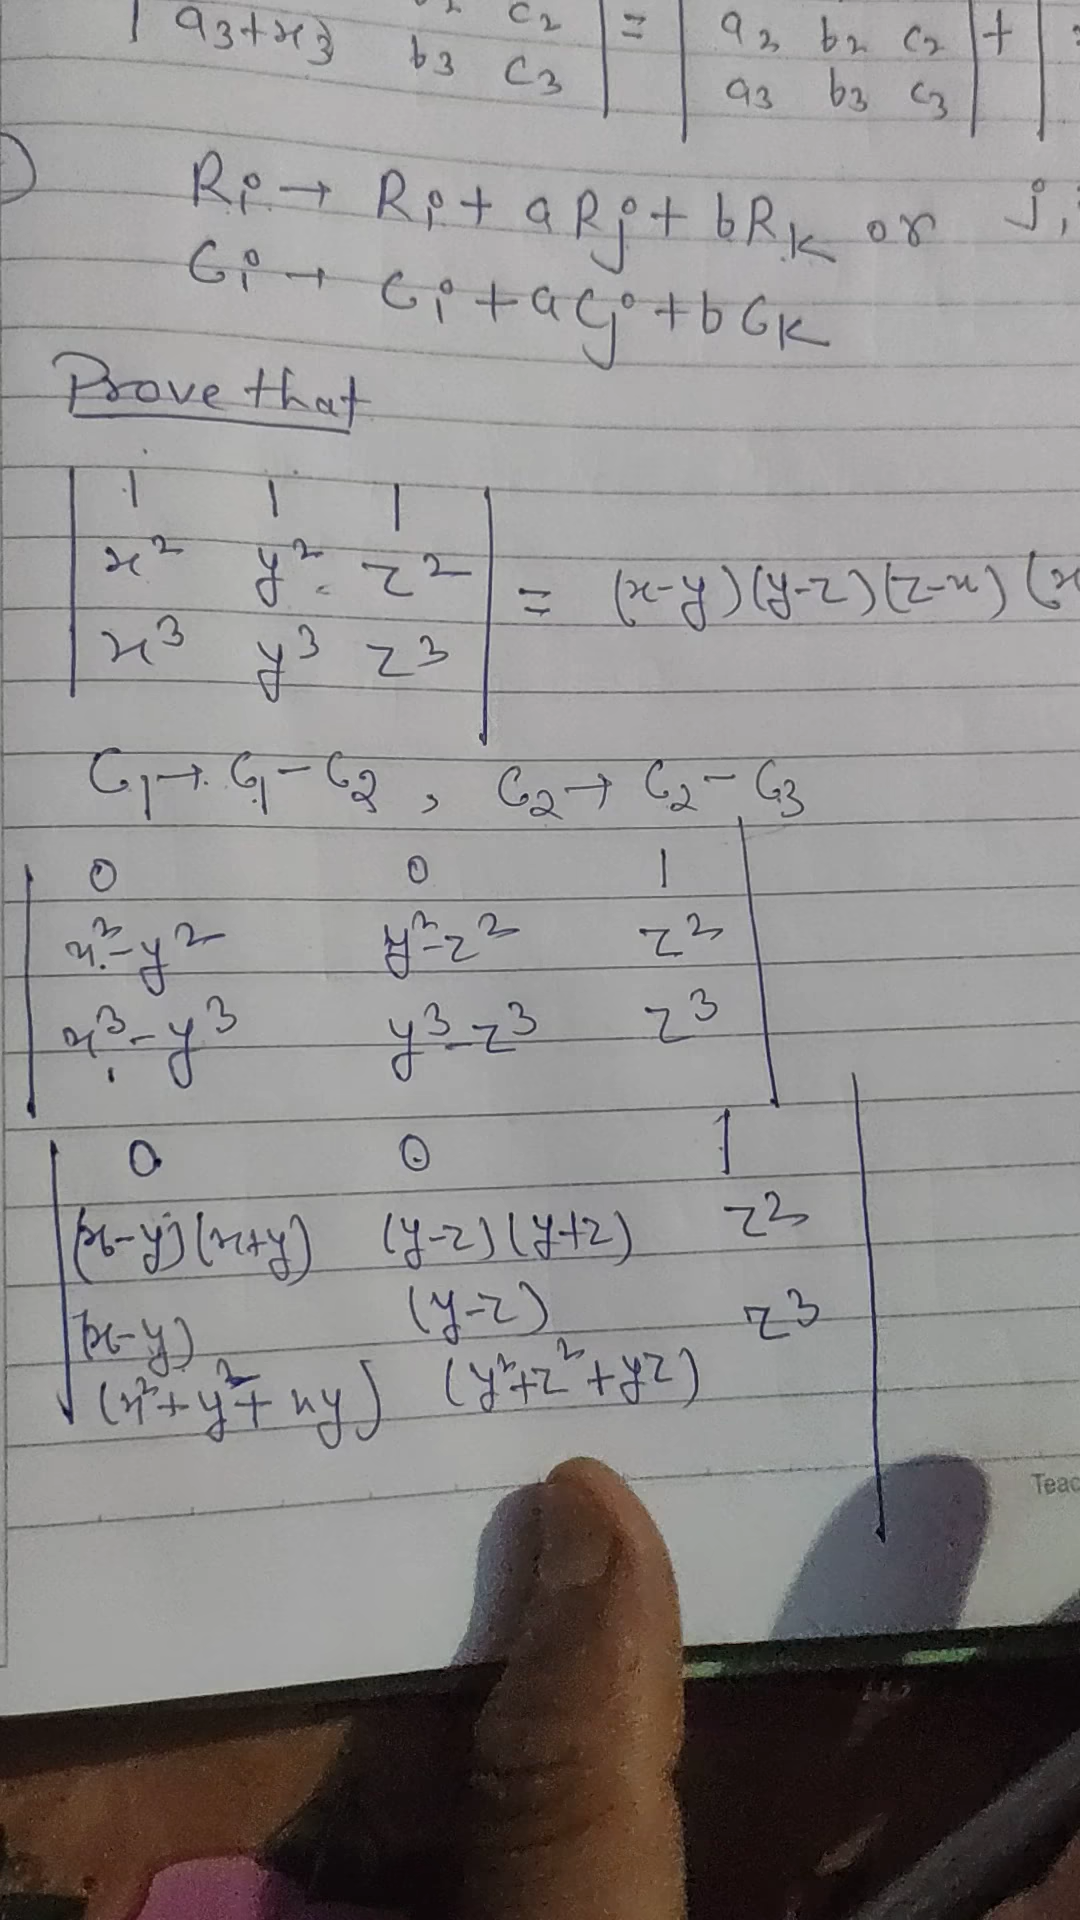 a₃+x₃ b₃ c₂ = | a₂ b₂ c₂ | + |
c₃ a₃ b₃ c₃
Rᵢ → Rᵢ + aRⱼ + bRₖ or j,
Cᵢ → Cᵢ + aCⱼ + bCₖ
Prove that
| 1 1 1 |
| x² y² z² | = (x-y)(y-z)(z-x)(x
| x³ y³ z³ |
C₁ → C₁ - C₂, C₂ → C₂ - C₃
| 0 0 1 |
| x²-y² y²-z² z² |
| x³-y³ y³-z³ z³ |
| 0 0 1 |
| (x-y)(x+y) (y-z)(y+z) z² |
| (x-y) (y-z) z³ |
| (x²+y²+xy) (y²+z²+yz) |
Teac